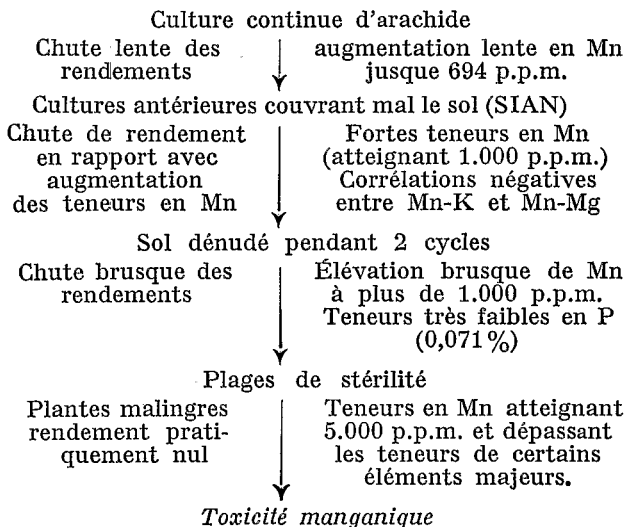 Culture continue d'arachide
Chute lente des
rendements
augmentation lente en Mn
jusque 694 p.p.m.
Cultures antérieures couvrant mal le sol (SIAN)
Chute de rendement
en rapport avec
augmentation
des teneurs en Mn
Fortes teneurs en Mn
(atteignant 1.000 p.p.m.)
Corrélations négatives
entre Mn-K et Mn-Mg
Sol dénudé pendant 2 cycles
Chute brusque des
rendements
Élévation brusque de Mn
à plus de 1.000 p.p.m.
Teneurs très faibles en P
(0,071 %)
Plages de stérilité
Plantes malingres
rendement prati-
quement nul
Teneurs en Mn atteignant
5.000 p.p.m. et dépassant
les teneurs de certains
éléments majeurs.
Toxicité manganique